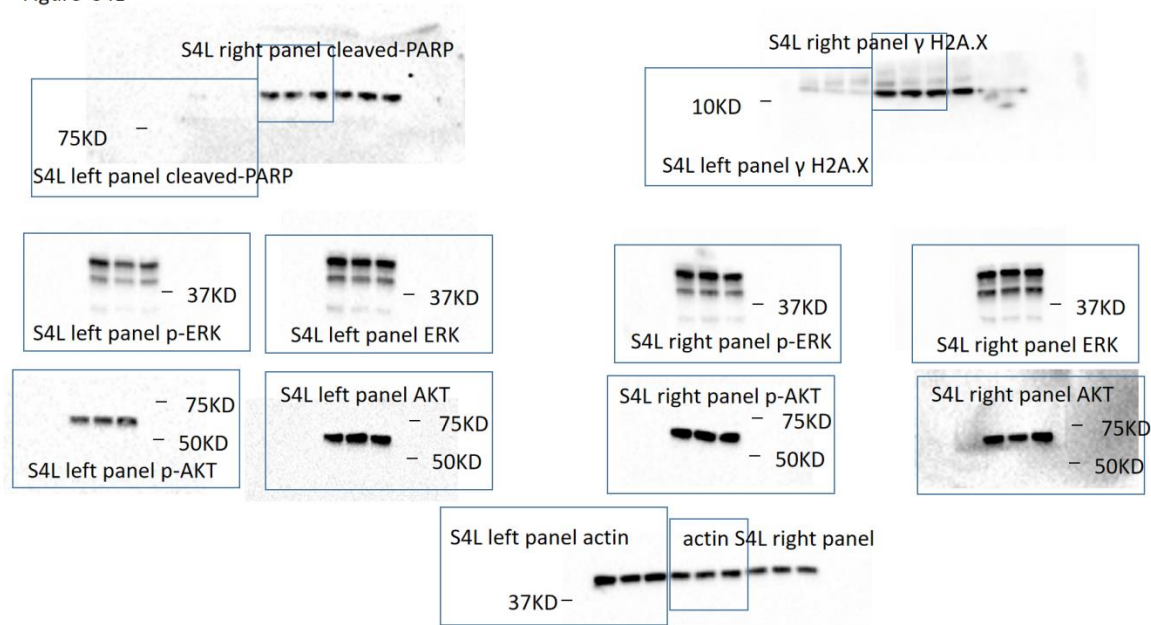 S4L right panel cleaved-PARP
75KD
S4L left panel cleaved-PARP
S4L right panel γ H2A.X
10KD
S4L left panel γ H2A.X
37KD
S4L left panel p-ERK
37KD
S4L left panel ERK
37KD
S4L right panel p-ERK
37KD
S4L right panel ERK
75KD
50KD
S4L left panel p-AKT
S4L left panel AKT
75KD
50KD
S4L right panel p-AKT
75KD
50KD
S4L right panel AKT
75KD
50KD
S4L left panel actin
actin S4L right panel
37KD